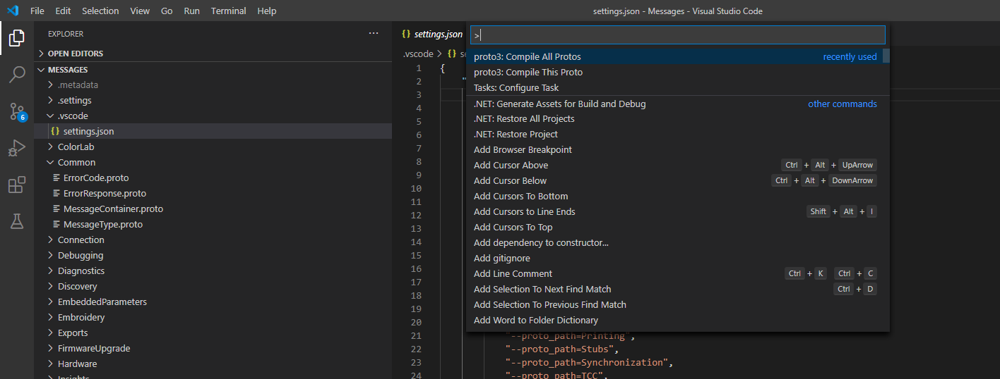 File Edit Selection View Go Run Terminal Help settings.json - Messages - Visual Studio Code
EXPLORER ...
OPEN EDITORS
MESSAGES
.metadata
.settings
.vscode
{} settings.json
ColorLab
Common
ErrorCode.proto
ErrorResponse.proto
MessageContainer.proto
MessageType.proto
Connection
Debugging
Diagnostics
Discovery
EmbeddedParameters
Embroidery
Exports
FirmwareUpgrade
Hardware
Insights
6
{} settings.json
.vscode > {} s
>
proto3: Compile All Protos recently used
proto3: Compile This Proto
Tasks: Configure Task
.NET: Generate Assets for Build and Debug other commands
.NET: Restore All Projects
.NET: Restore Project
Add Browser Breakpoint
Add Cursor Above Ctrl + Alt + UpArrow
Add Cursor Below Ctrl + Alt + DownArrow
Add Cursors To Bottom
Add Cursors to Line Ends Shift + Alt + I
Add Cursors To Top
Add dependency to constructor...
Add gitignore
Add Line Comment Ctrl + K Ctrl + C
Add Selection To Next Find Match Ctrl + D
Add Selection To Previous Find Match
Add Word to Folder Dictionary
1 {
2 "
3
4
5
6
7
8
9
10
11
12
13
14
15
16
17
18
19
20
21 "--proto_path=Printing",
22 "--proto_path=Stubs",
23 "--proto_path=Synchronization",
24 "--proto_path=TCC",